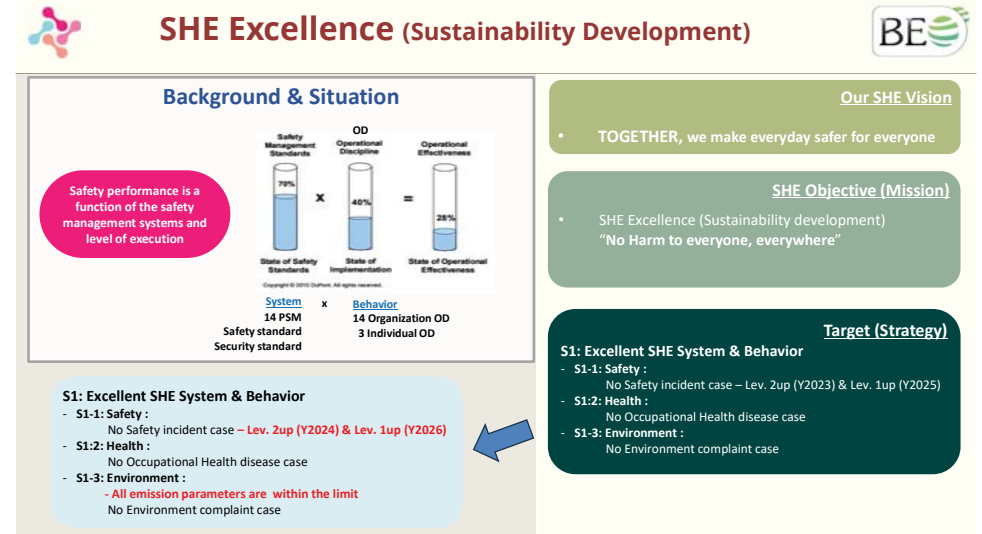 SHE Excellence (Sustainability Development)
BE
Background & Situation
Safety performance is a
function of the safety
management systems and
level of execution
OD
Safety
Management
Standards
Operational
Discipline
Operational
Effectiveness
70%
x
40%
=
28%
State of Safety
Standards
State of
Implementation
State of Operational
Effectiveness
Copyright © 2010 DuPont. All rights reserved.
System x Behavior
14 PSM
Safety standard
Security standard
14 Organization OD
3 Individual OD
Our SHE Vision
• TOGETHER, we make everyday safer for everyone
SHE Objective (Mission)
• SHE Excellence (Sustainability development)
“No Harm to everyone, everywhere”
Target (Strategy)
S1: Excellent SHE System & Behavior
- S1-1: Safety :
No Safety incident case – Lev. 2up (Y2023) & Lev. 1up (Y2025)
- S1:2: Health :
No Occupational Health disease case
- S1-3: Environment :
No Environment complaint case
S1: Excellent SHE System & Behavior
- S1-1: Safety :
No Safety incident case – Lev. 2up (Y2024) & Lev. 1up (Y2026)
- S1:2: Health :
No Occupational Health disease case
- S1-3: Environment :
- All emission parameters are within the limit
No Environment complaint case